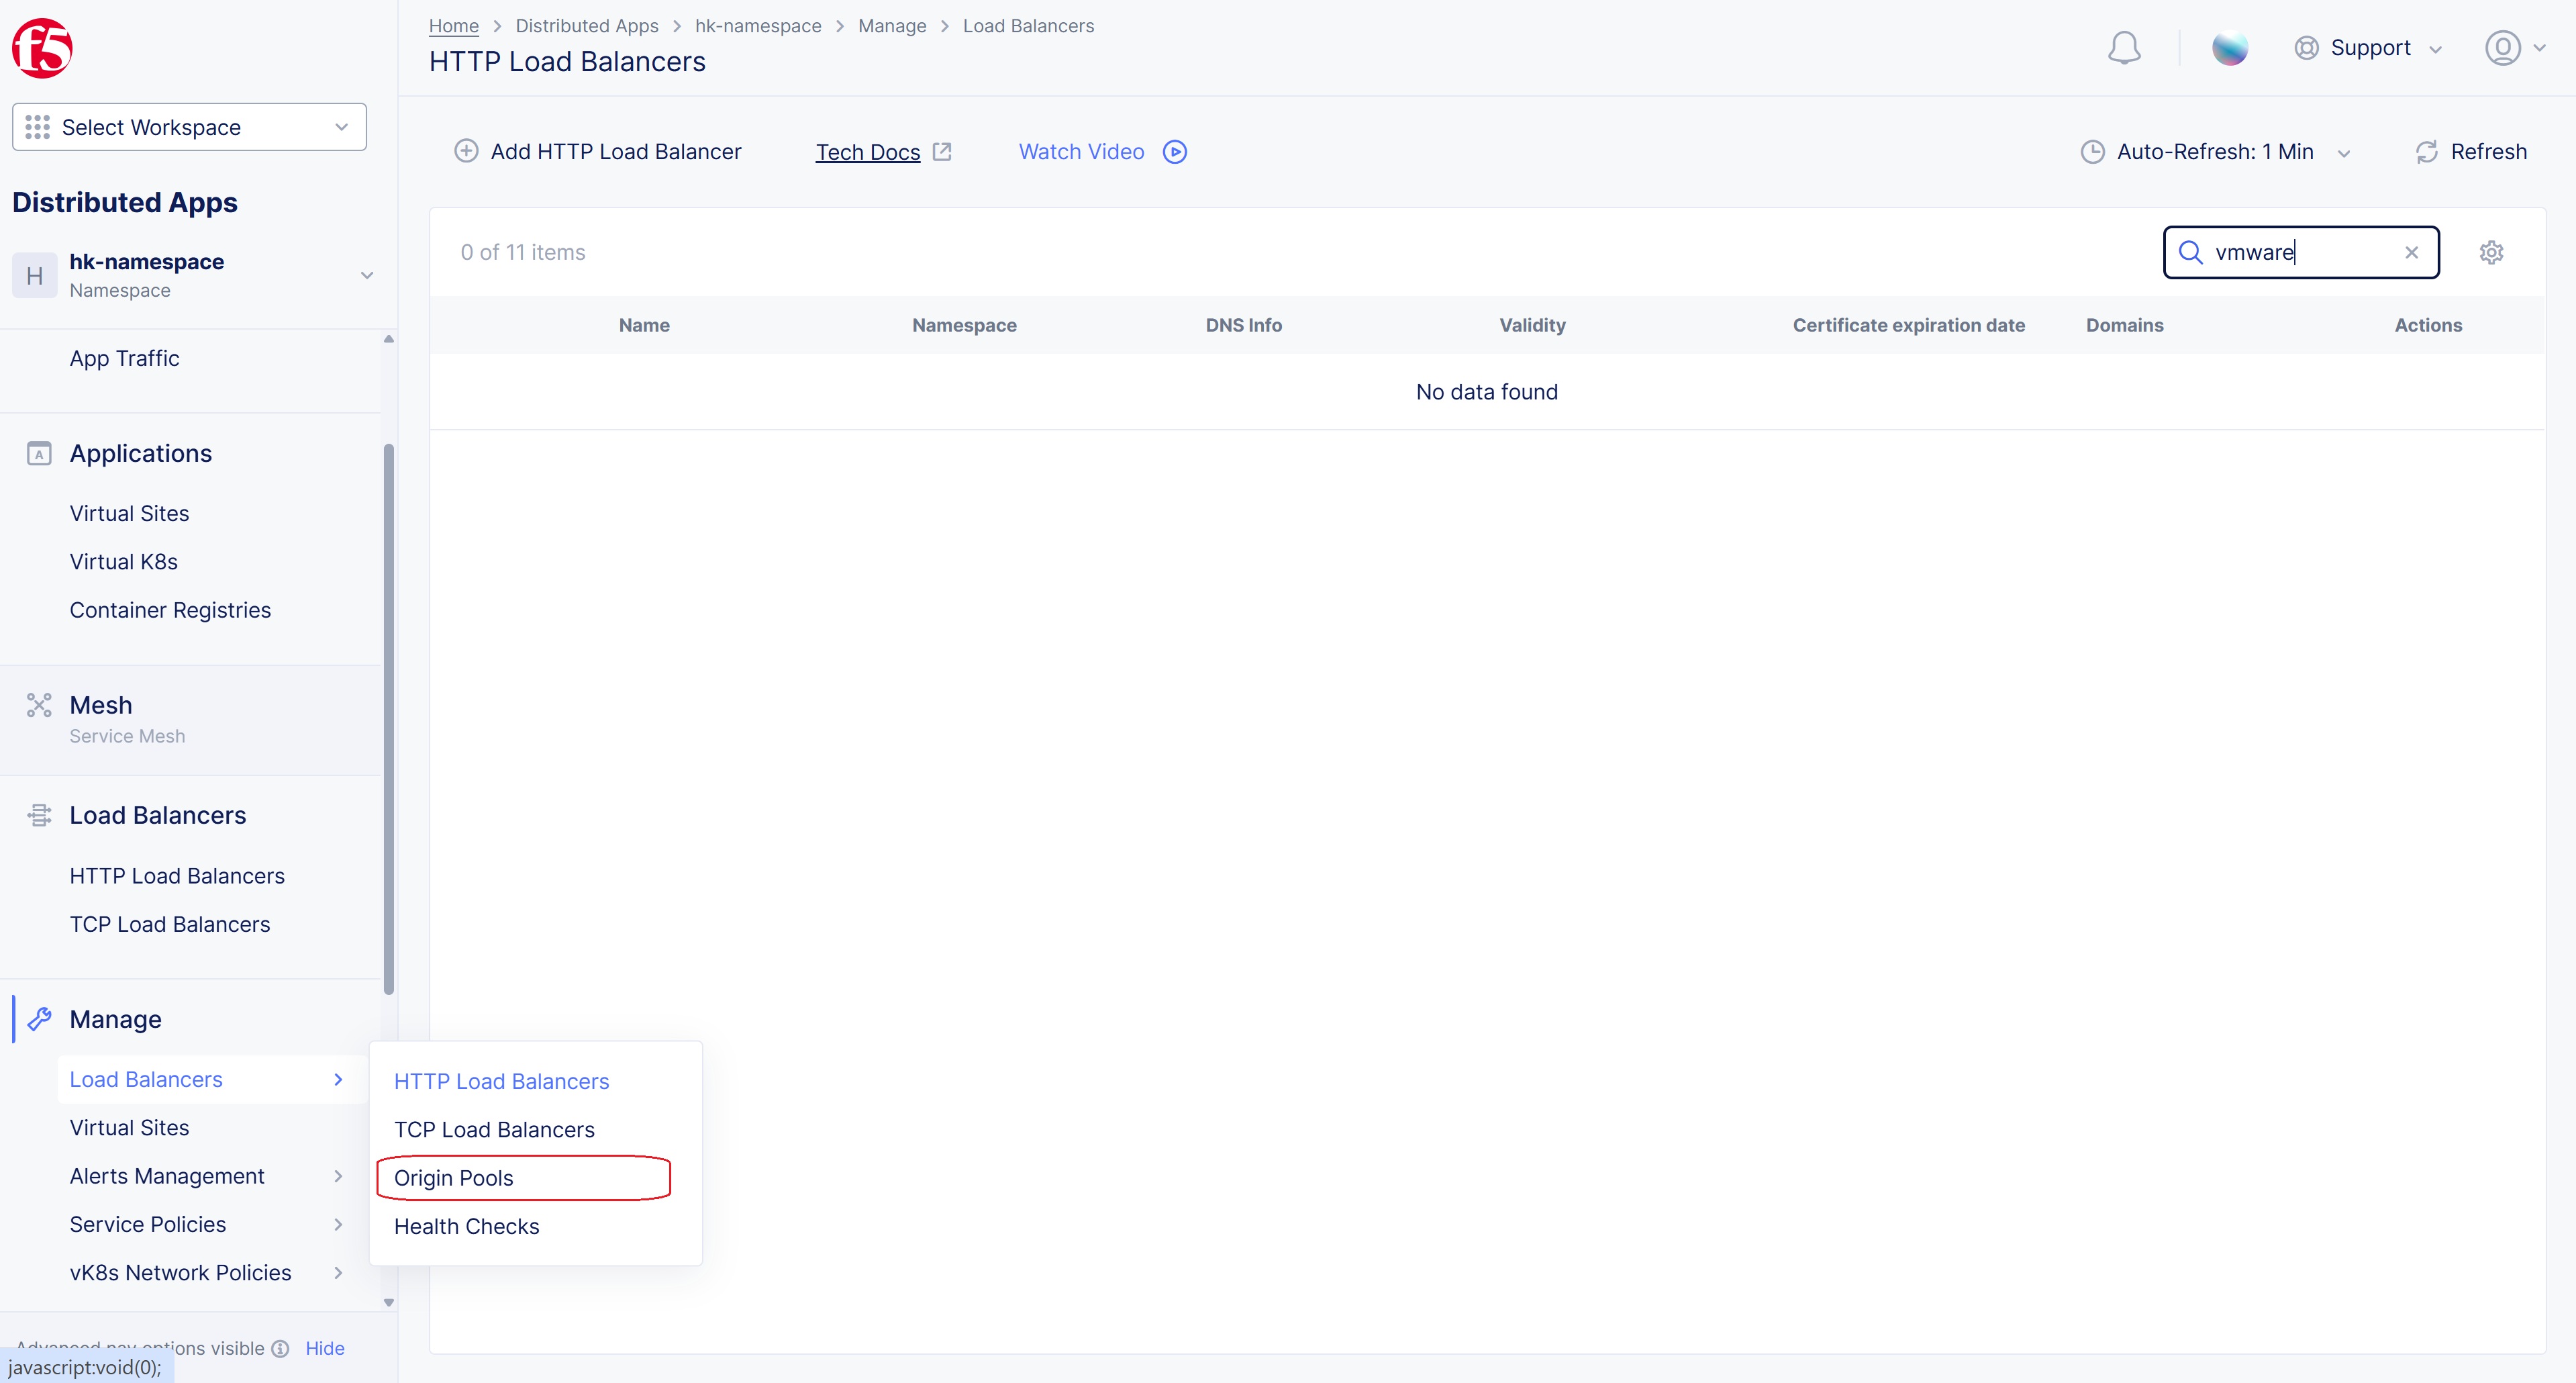 f5
Select Workspace
Distributed Apps
H
hk-namespace
Namespace
App Traffic
A
Applications
Virtual Sites
Virtual K8s
Container Registries
Mesh
Service Mesh
Load Balancers
HTTP Load Balancers
TCP Load Balancers
Manage
Load Balancers
Virtual Sites
Alerts Management
Service Policies
vK8s Network Policies
Advanced nav options visible Hide
javascript:void(0);
HTTP Load Balancers
TCP Load Balancers
Origin Pools
Health Checks
Home > Distributed Apps > hk-namespace > Manage > Load Balancers
HTTP Load Balancers
Support
Add HTTP Load Balancer Tech Docs Watch Video Auto-Refresh: 1 Min Refresh
0 of 11 items vmware
Name Namespace DNS Info Validity Certificate expiration date Domains Actions
No data found